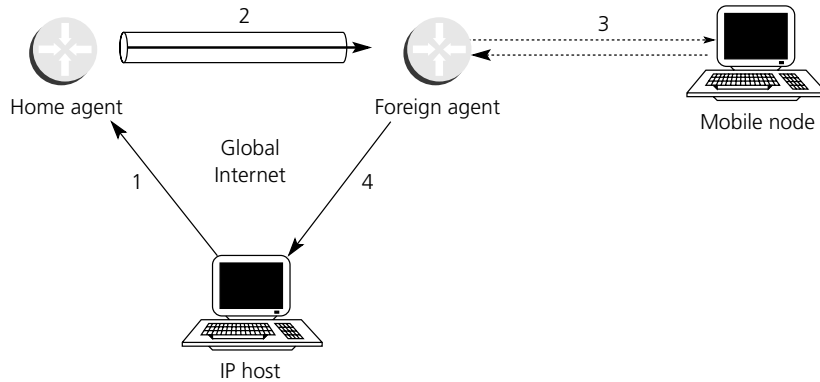 2
3
Home agent
Foreign agent
Mobile node
Global
Internet
1
4
IP host